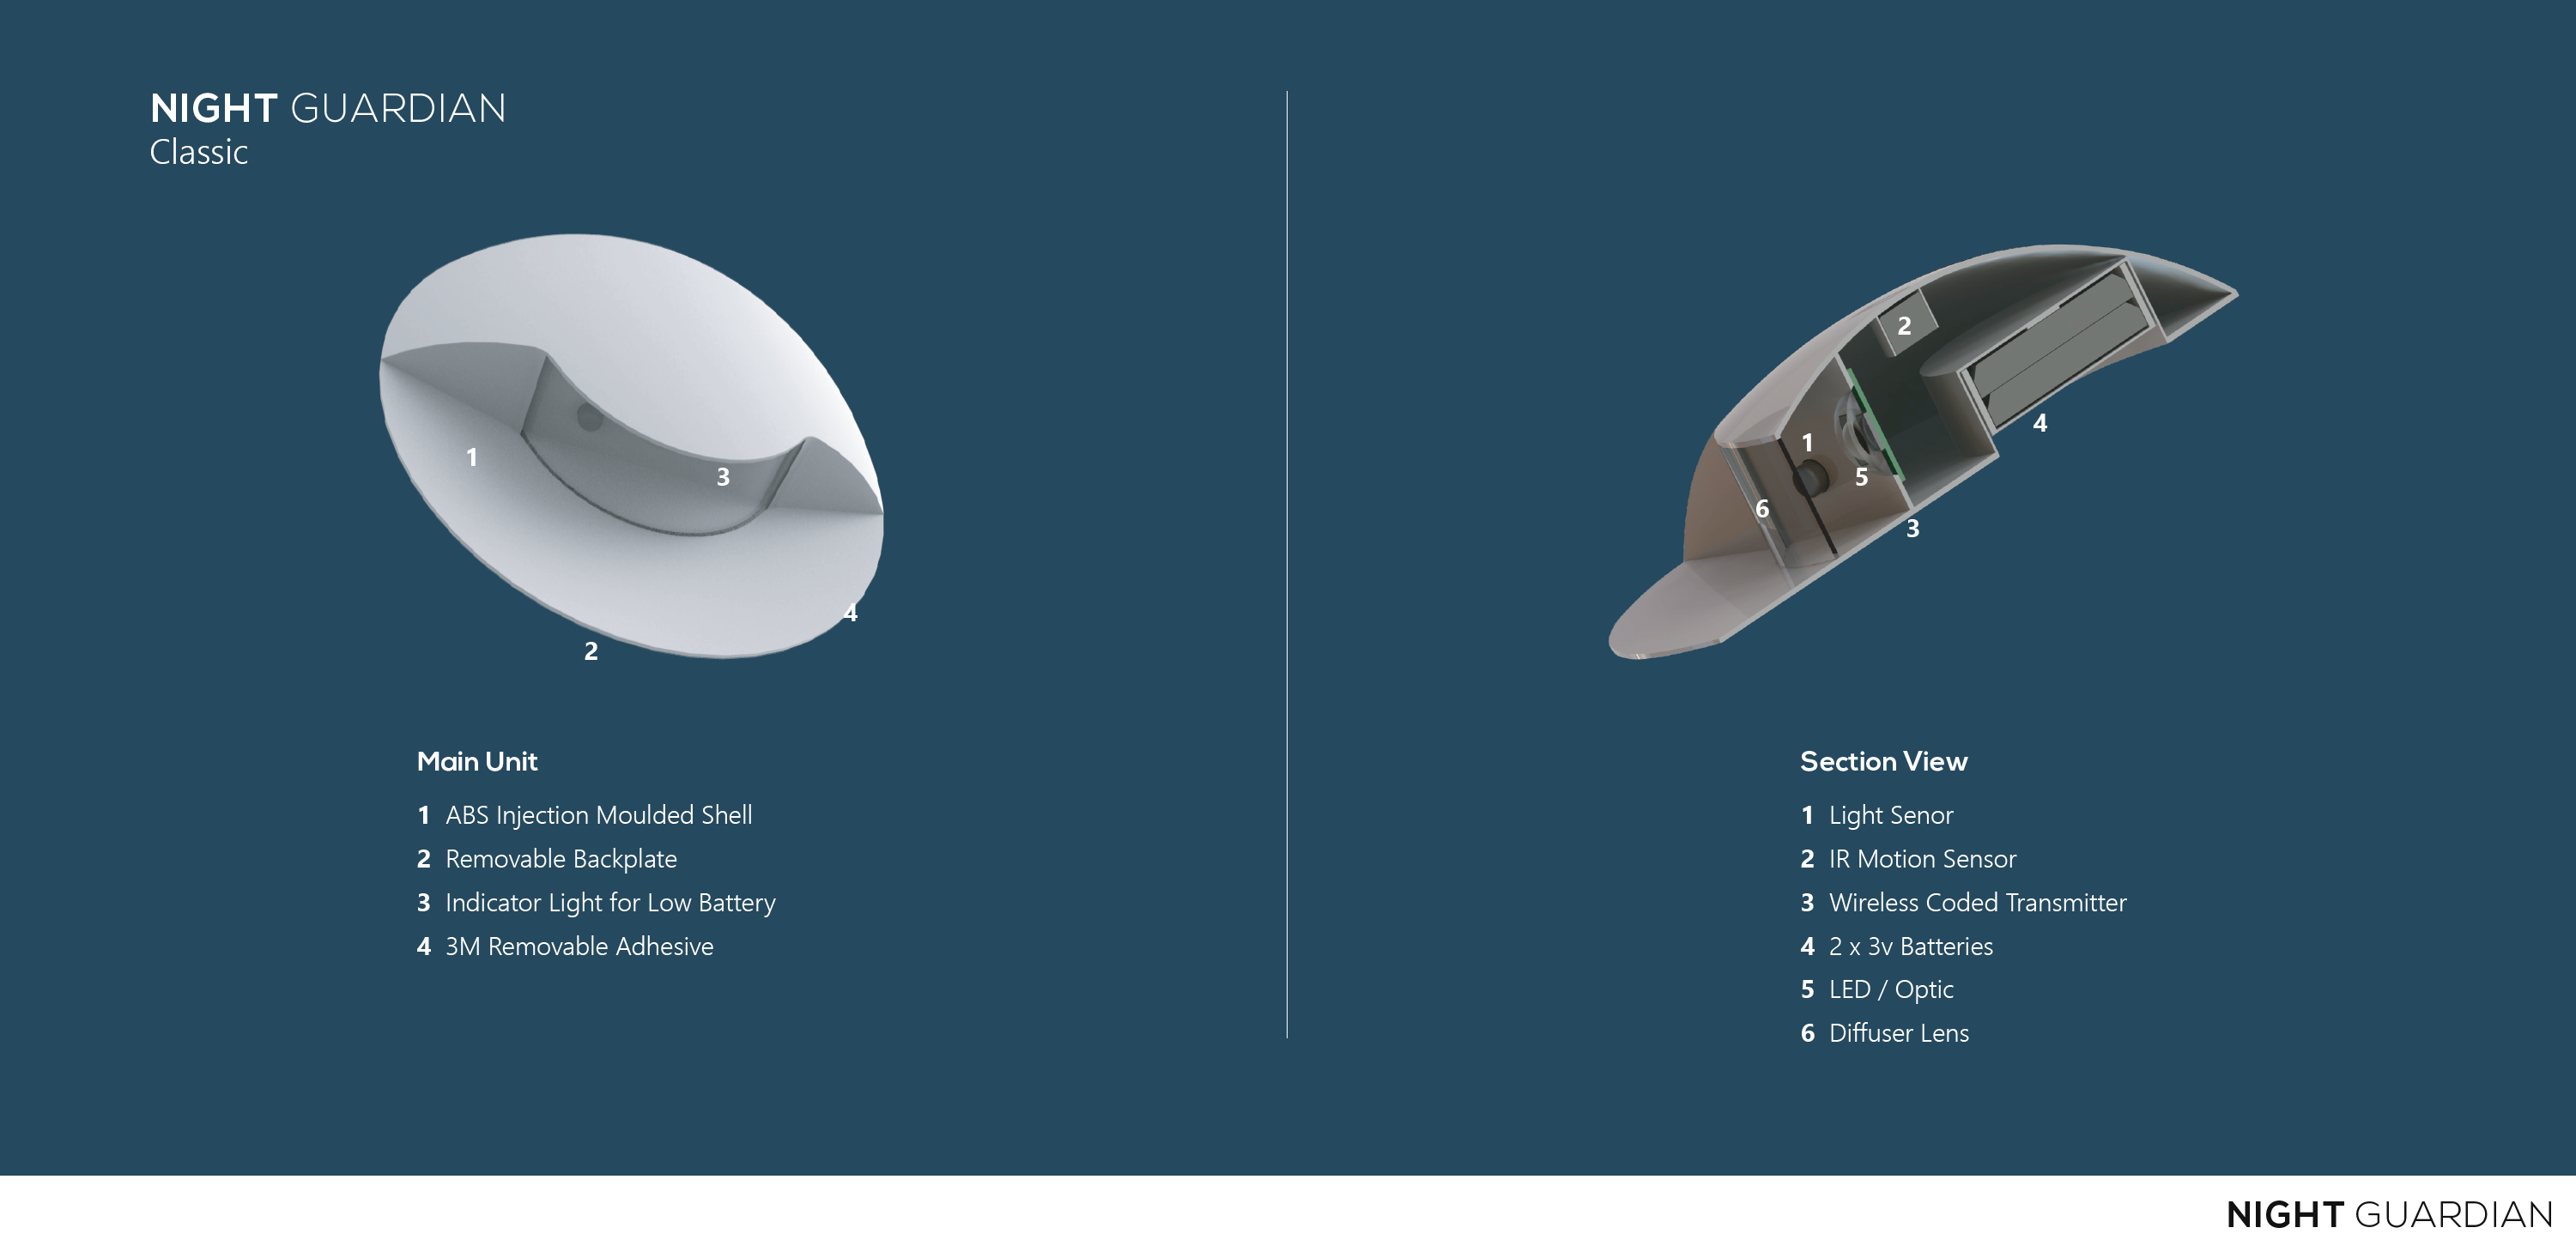 NIGHT GUARDIAN
Classic
1
2
3
4
1
2
3
4
5
6
Main Unit
1 ABS Injection Moulded Shell
2 Removable Backplate
3 Indicator Light for Low Battery
4 3M Removable Adhesive
Section View
1 Light Senor
2 IR Motion Sensor
3 Wireless Coded Transmitter
4 2 x 3v Batteries
5 LED / Optic
6 Diffuser Lens
NIGHT GUARDIAN